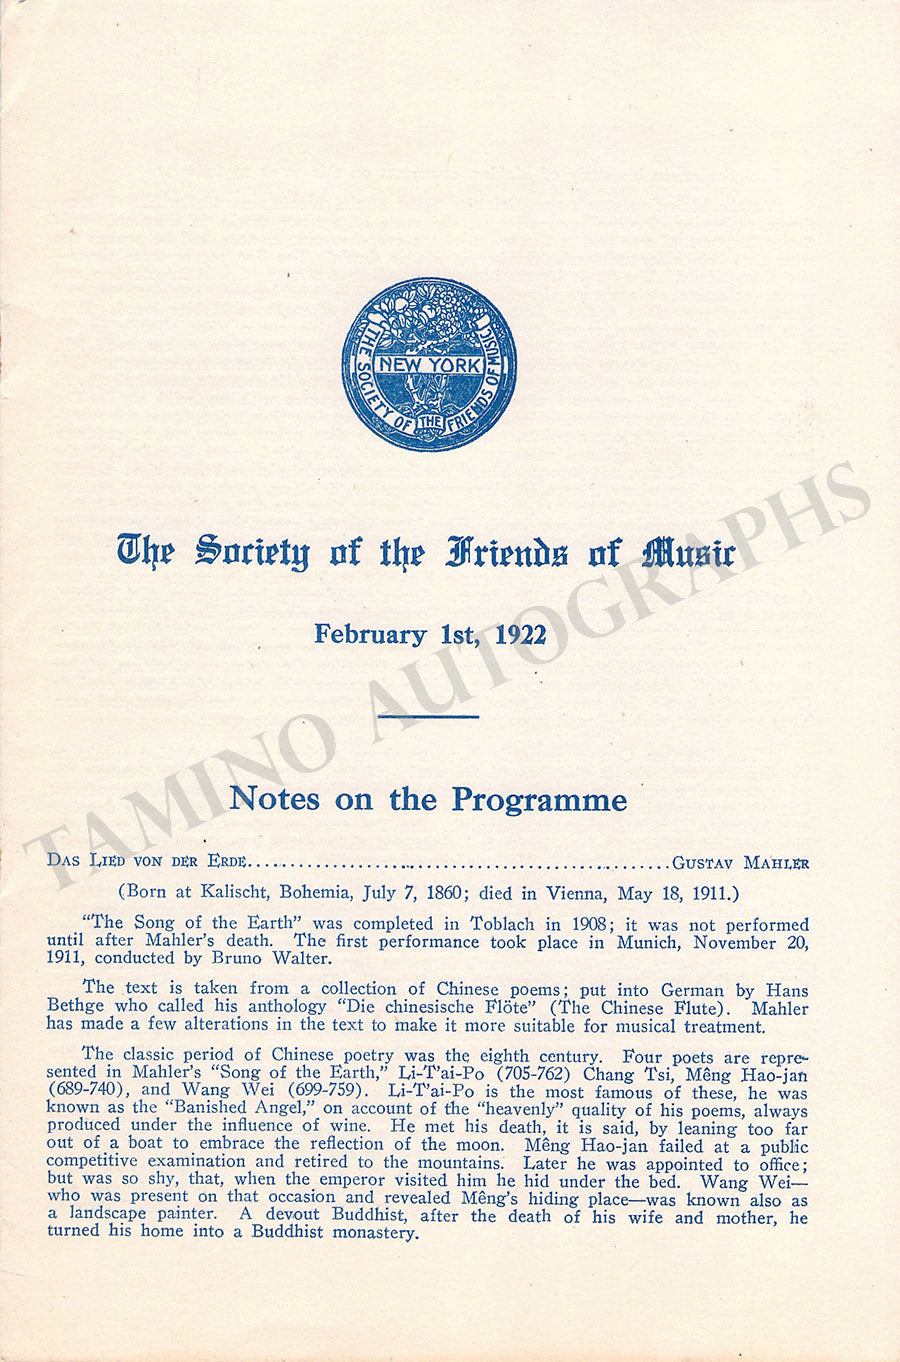 THE SOCIETY OF THE FRIENDS OF MUSIC
NEW YORK
The Society of the Friends of Music
February 1st, 1922
TAMINO AUTOGRAPHS
Notes on the Programme
DAS LIED VON DER ERDE................................................GUSTAV MAHLER
(Born at Kalischt, Bohemia, July 7, 1860; died in Vienna, May 18, 1911.)
"The Song of the Earth" was completed in Toblach in 1908; it was not performed
until after Mahler's death. The first performance took place in Munich, November 20,
1911, conducted by Bruno Walter.
The text is taken from a collection of Chinese poems; put into German by Hans
Bethge who called his anthology "Die chinesische Flöte" (The Chinese Flute). Mahler
has made a few alterations in the text to make it more suitable for musical treatment.
The classic period of Chinese poetry was the eighth century. Four poets are repre-
sented in Mahler's "Song of the Earth," Li-T'ai-Po (705-762) Chang Tsi, Mêng Hao-jan
(689-740), and Wang Wei (699-759). Li-T'ai-Po is the most famous of these, he was
known as the "Banished Angel," on account of the "heavenly" quality of his poems, always
produced under the influence of wine. He met his death, it is said, by leaning too far
out of a boat to embrace the reflection of the moon. Mêng Hao-jan failed at a public
competitive examination and retired to the mountains. Later he was appointed to office;
but was so shy, that, when the emperor visited him he hid under the bed. Wang Wei—
who was present on that occasion and revealed Mêng's hiding place—was known also as
a landscape painter. A devout Buddhist, after the death of his wife and mother, he
turned his home into a Buddhist monastery.